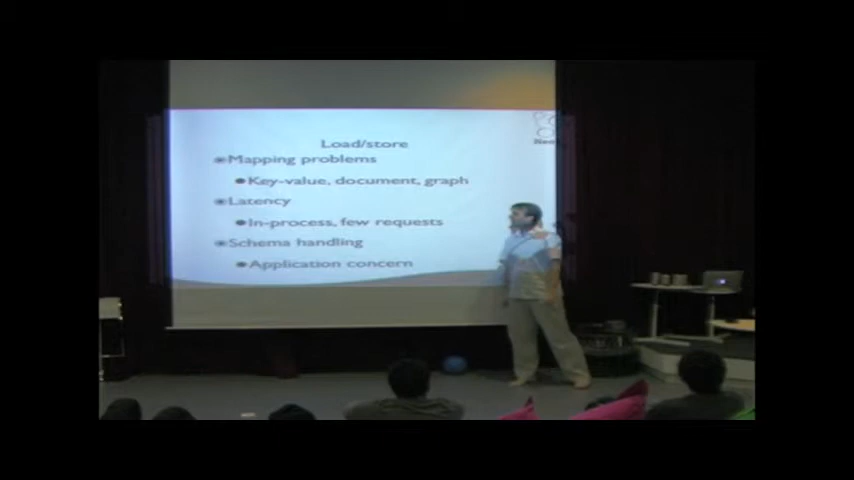 Load/store
Mapping problems
Key-value, document, graph
Latency
In-process, few requests
Schema handling
Application concern